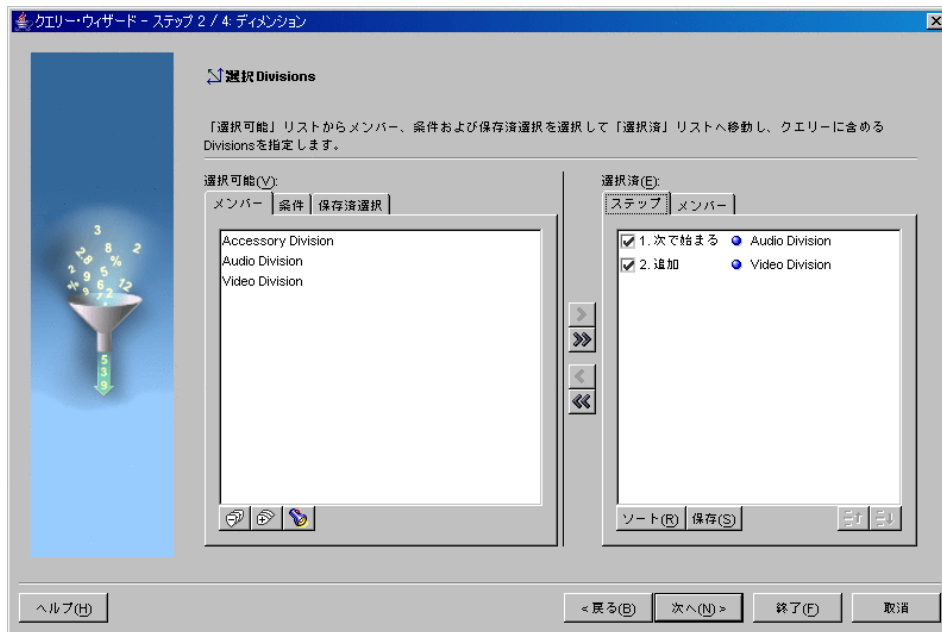 クエリー・ウィザード - ステップ 2 / 4: ディメンション
選択 Divisions
「選択可能」リストからメンバー、条件および保存済選択を選択して「選択済」リストへ移動し、クエリーに含める
Divisionsを指定します。
選択可能(V):
メンバー 条件 保存済選択
Accessory Division
Audio Division
Video Division
選択済(E):
ステップ メンバー
1. 次で始まる Audio Division
2. 追加 Video Division
ソート(R) 保存(S)
ヘルプ(H)
< 戻る(B) 次へ(N) > 終了(F) 取消